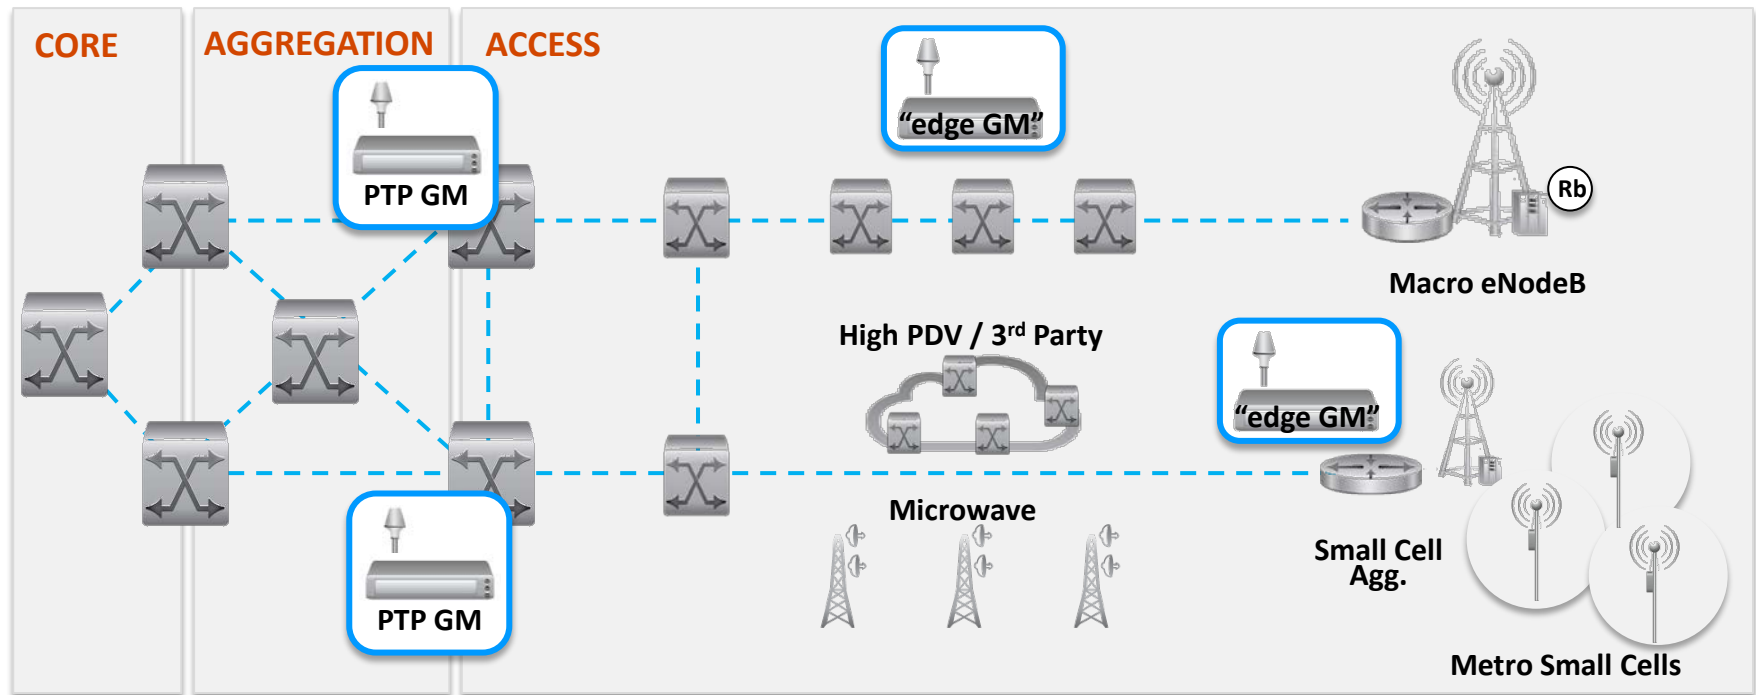 CORE
AGGREGATION
ACCESS
PTP GM
“edge GM”
Rb
Macro eNodeB
High PDV / 3rd Party
“edge GM”
Microwave
Small Cell
Agg.
PTP GM
Metro Small Cells